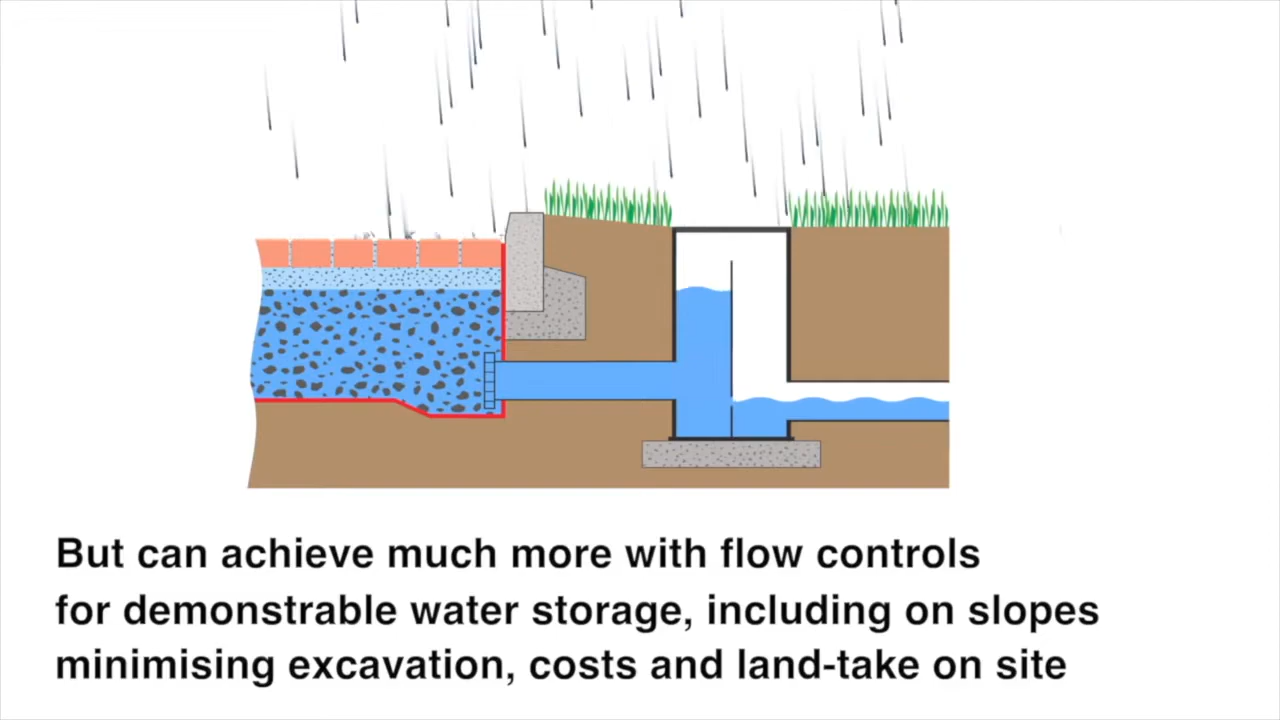 But can achieve much more with flow controls
for demonstrable water storage, including on slopes
minimising excavation, costs and land-take on site